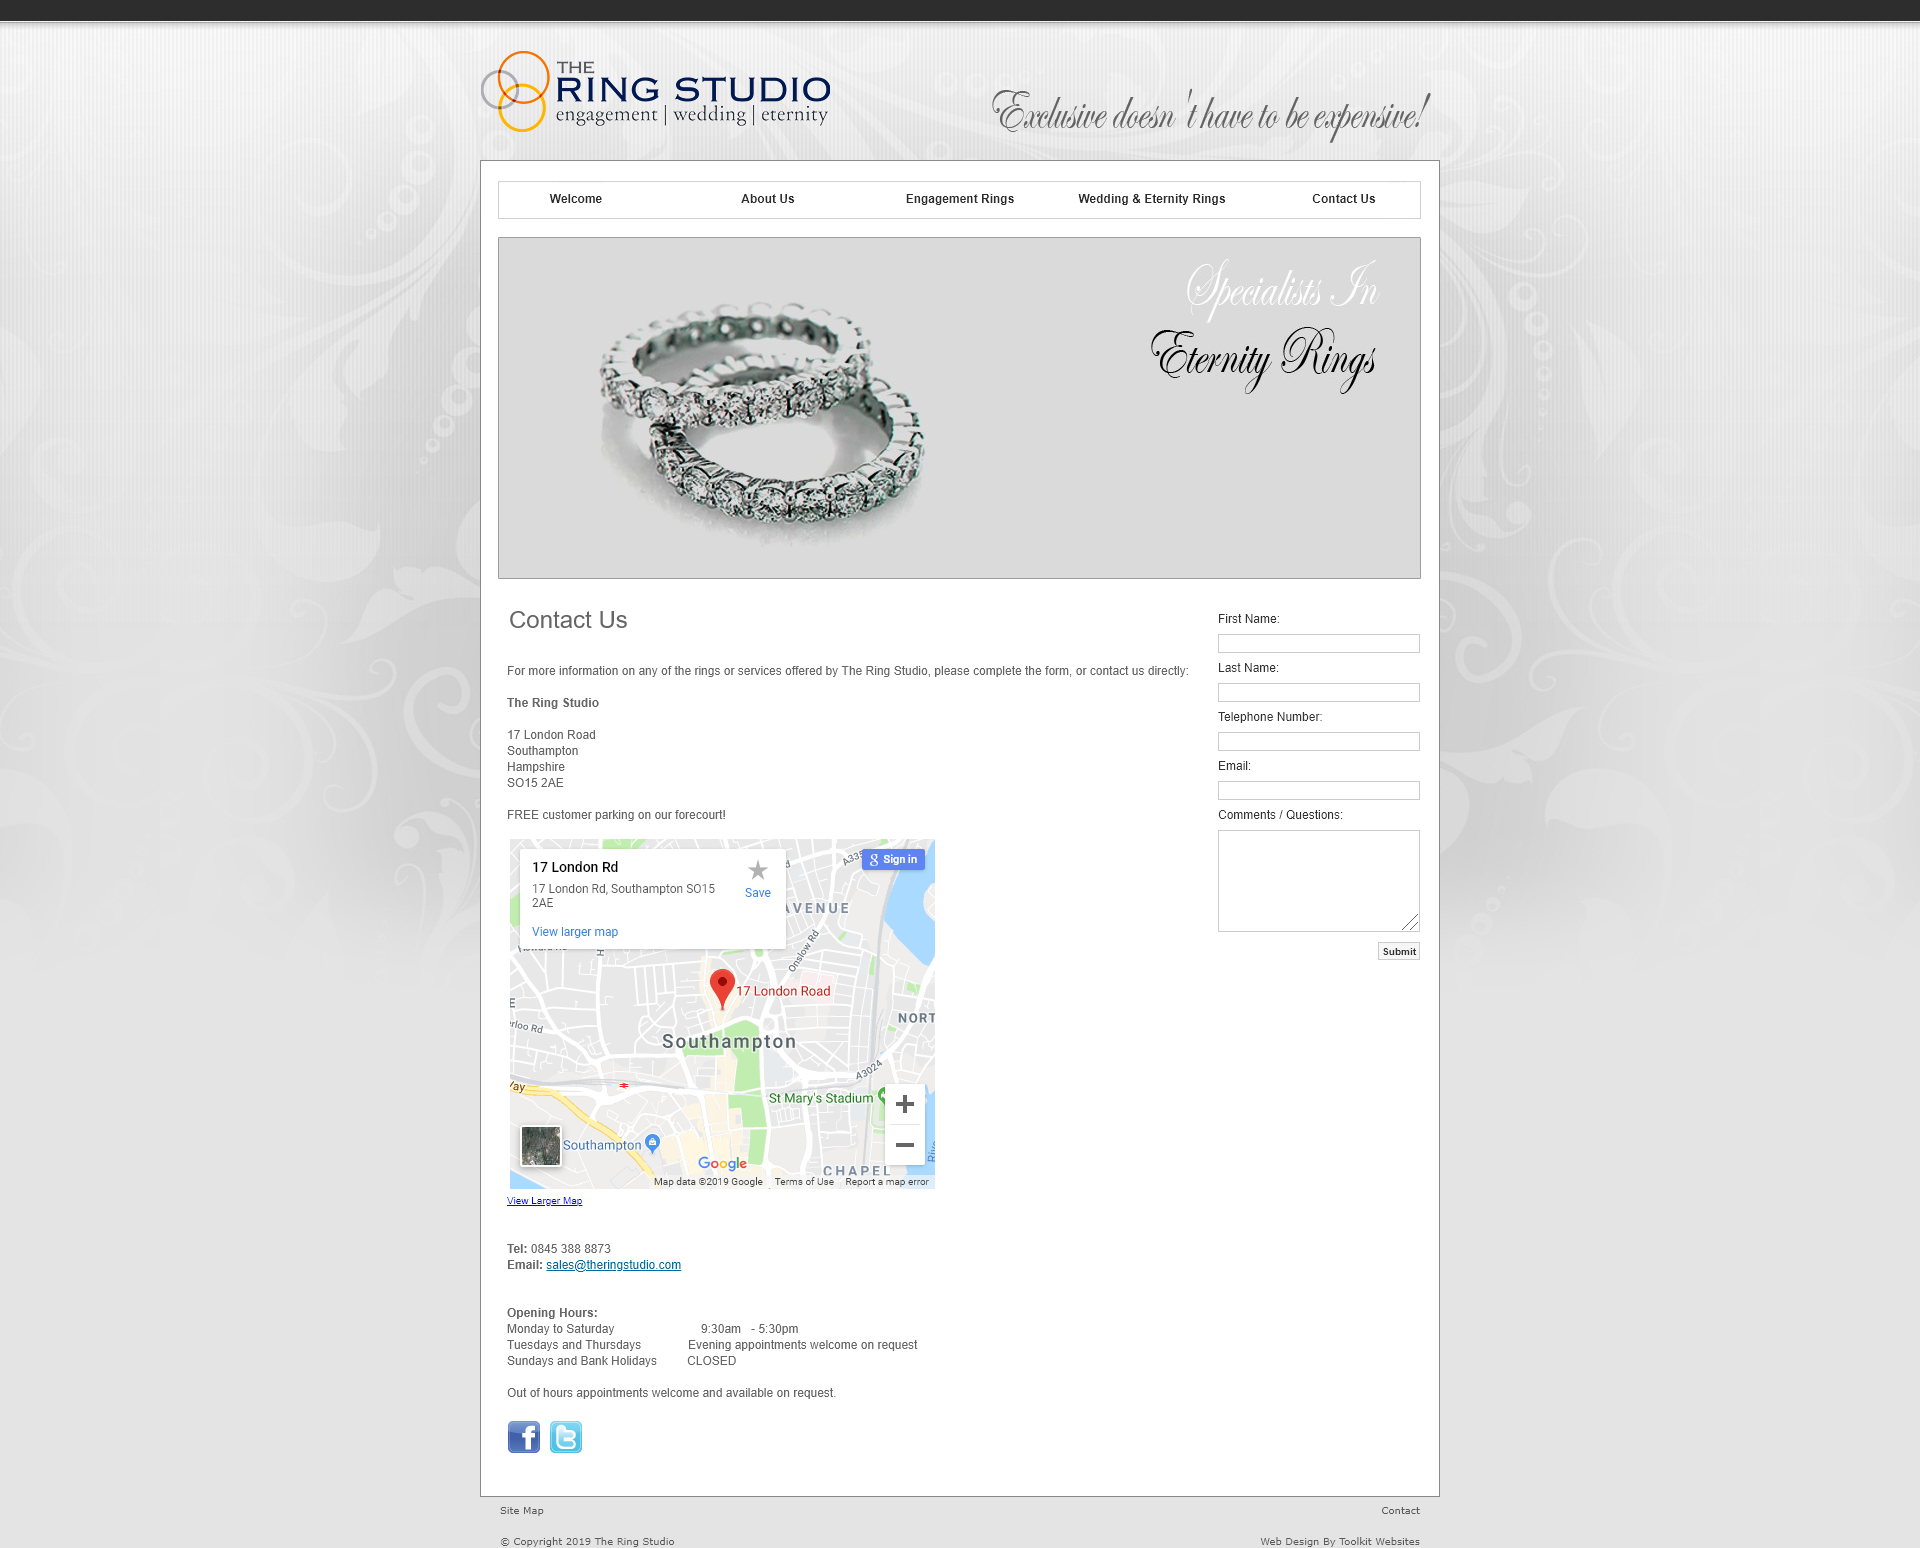 THE
RING STUDIO
engagement | wedding | eternity
Exclusive doesn't have to be expensive!
Welcome
About Us
Engagement Rings
Wedding & Eternity Rings
Contact Us
Specialists In
Eternity Rings
Contact Us
For more information on any of the rings or services offered by The Ring Studio, please complete the form, or contact us directly:
The Ring Studio
17 London Road
Southampton
Hampshire
SO15 2AE
FREE customer parking on our forecourt!
17 London Rd
17 London Rd, Southampton SO15
2AE
Save
View larger map
Sign in
A335
AVENUE
Onslow Rd
17 London Road
NORT
erloo Rd
Southampton
A3024
Way
St Mary's Stadium
Southampton
CHAPEL
Google
Map data ©2019 Google
Terms of Use
Report a map error
View Larger Map
Tel: 0845 388 8873
Email: sales@theringstudio.com
Opening Hours:
Monday to Saturday 9:30am - 5:30pm
Tuesdays and Thursdays Evening appointments welcome on request
Sundays and Bank Holidays CLOSED
Out of hours appointments welcome and available on request.
First Name:
Last Name:
Telephone Number:
Email:
Comments / Questions:
Submit
Site Map
Contact
© Copyright 2019 The Ring Studio
Web Design By Toolkit Websites